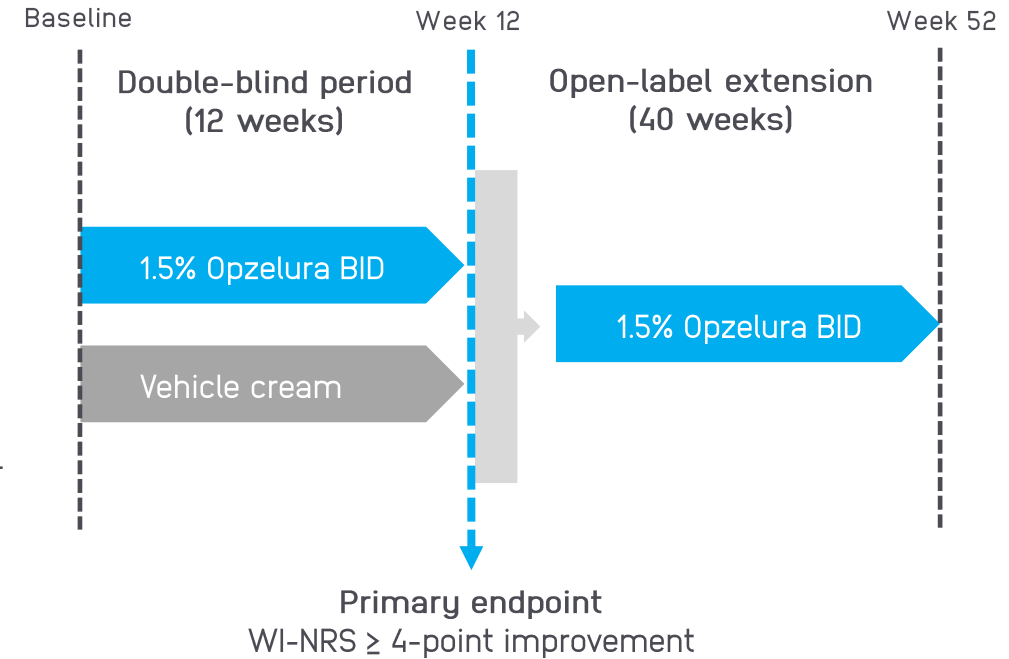 Baseline
Week 12
Week 52
Double-blind period
(12 weeks)
Open-label extension
(40 weeks)
1.5% Opzelura BID
Vehicle cream
1.5% Opzelura BID
Primary endpoint
WI-NRS ≥ 4-point improvement